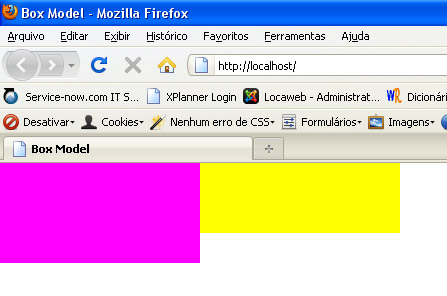 Box Model - Mozilla Firefox
Arquivo Editar Exibir Histórico Favoritos Ferramentas Ajuda
http://localhost/
Service-now.com IT S... XPlanner Login Locaweb - Administrat... WR Dicionári
Desativar Cookies Nenhum erro de CSS Formulários Imagens
Box Model